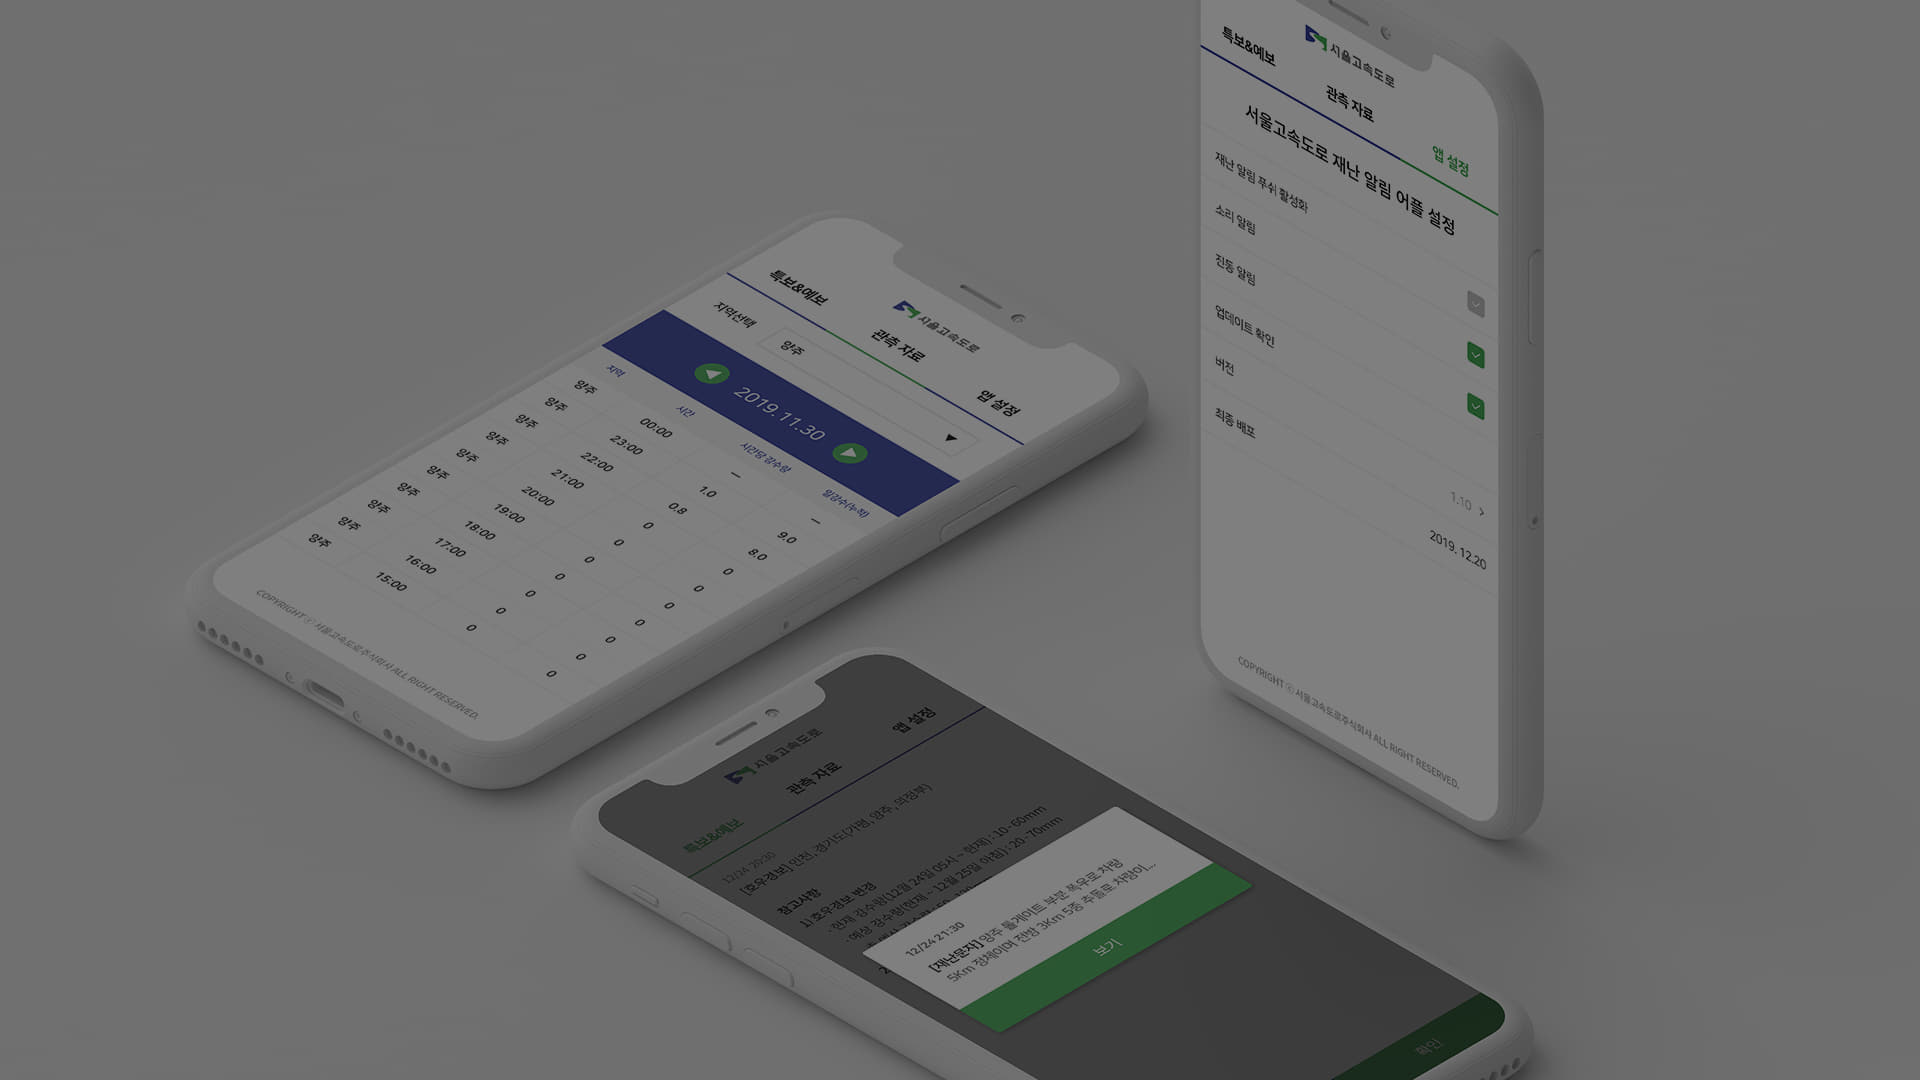 서울고속도로
특보&예보
관측 자료
앱 설정
지역선택
양주
▼
◀ 2019.11.30 ▶
지역 시간 시간당 강수량 일강수(누적)
양주 00:00 – –
양주 23:00 1.0 9.0
양주 22:00 0.8 8.0
양주 21:00 0 0
양주 20:00 0 0
양주 19:00 0 0
양주 18:00 0 0
양주 17:00 0 0
양주 16:00 0 0
양주 15:00 0 0
COPYRIGHT ⓒ 서울고속도로주식회사 ALL RIGHT RESERVED.
서울고속도로
특보&예보
관측 자료
앱 설정
서울고속도로 재난 알림 어플 설정
재난 알림 푸쉬 활성화
소리 알림
진동 알림
업데이트 확인
버전 1.10 >
최종 배포 2019.12.20
COPYRIGHT ⓒ 서울고속도로주식회사 ALL RIGHT RESERVED.
서울고속도로
특보&예보
관측 자료
앱 설정
12/24 20:30
[호우경보] 인천, 경기도(가평, 양주, 의정부)
참고사항
1) 호우경보 변경
· 현재 강수량(12월 24일 05시 ~ 현재) : 10~60mm
· 예상 강수량(현재 ~ 12월 25일 아침) : 20~70mm
12/24 21:30
[재난문자] 양주 톨게이트 부분 폭우로 차량
5Km 정체이며 전방 3Km 5중 추돌로 차량이...
보기
확인